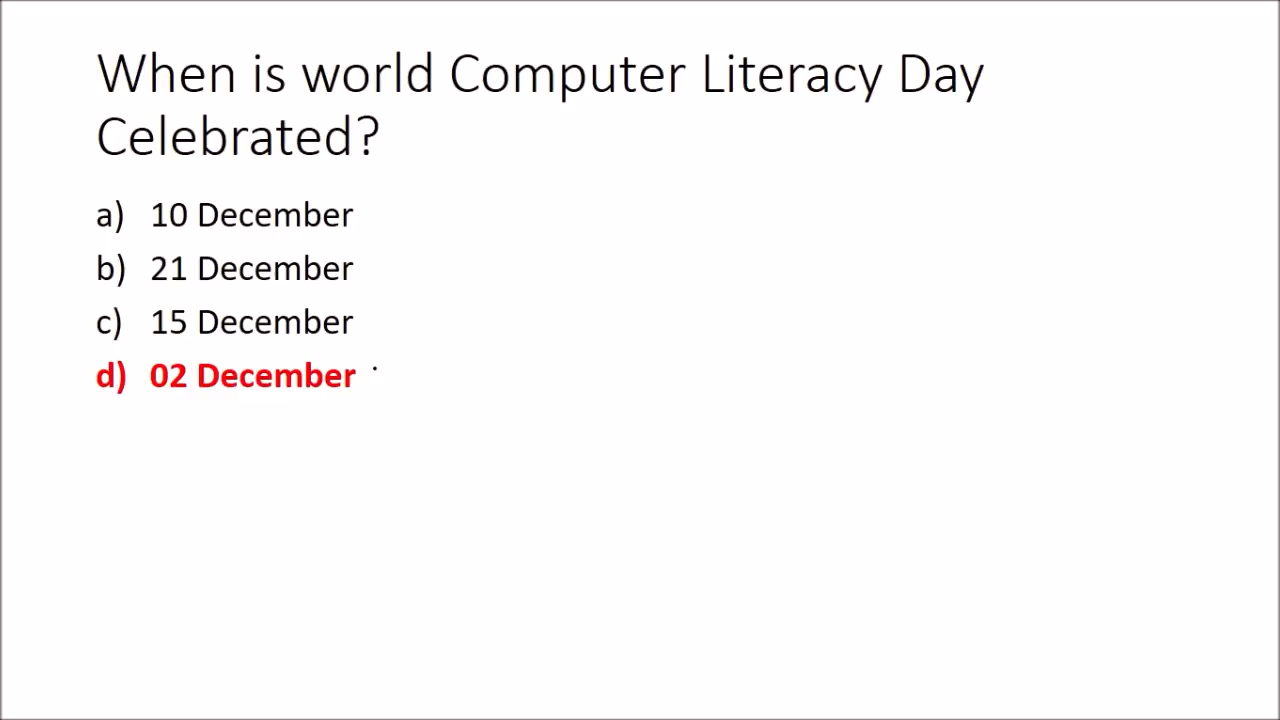 When is world Computer Literacy Day
Celebrated?
a) 10 December
b) 21 December
c) 15 December
d) 02 December